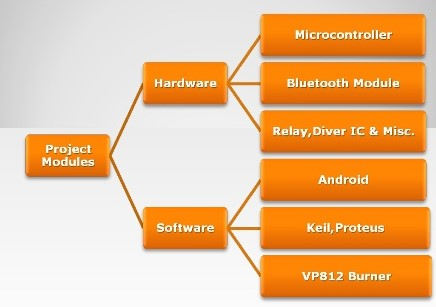 Microcontroller
Hardware
Bluetooth Module
Relay,Diver IC & Misc.
Project
Modules
Android
Software
Keil,Proteus
VP812 Burner